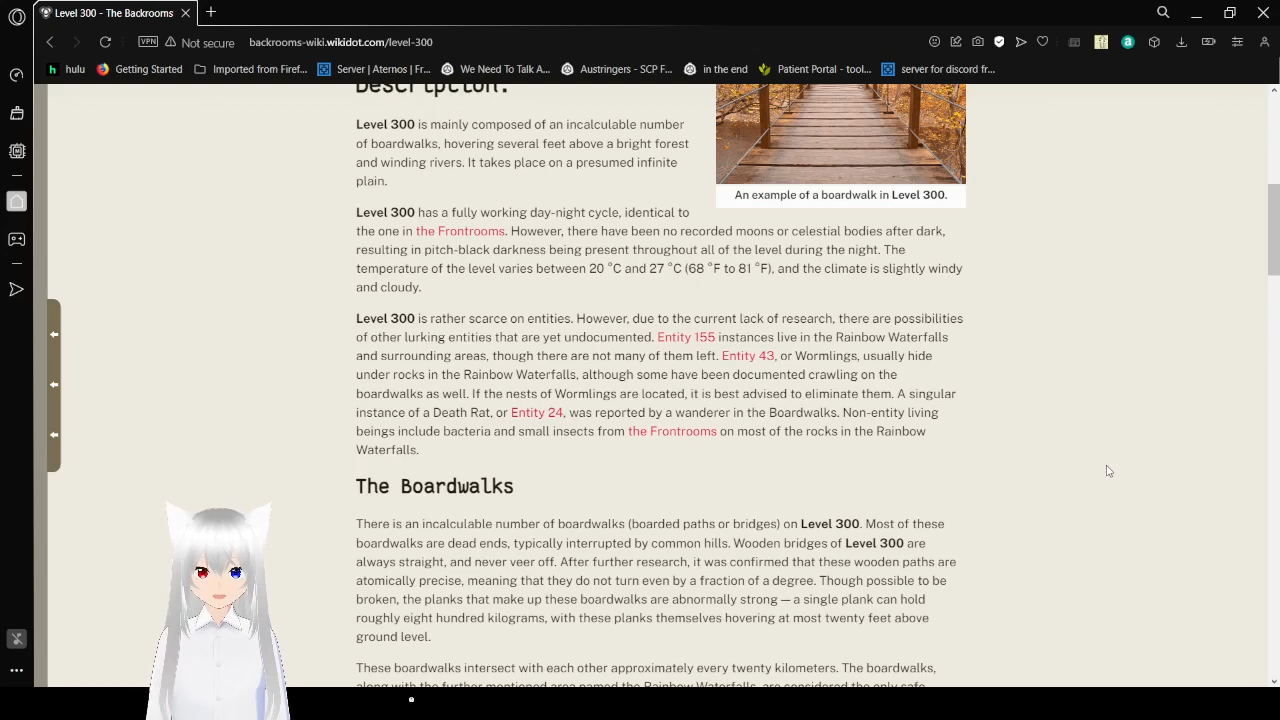 Level 300 - The Backrooms
VPN Not secure backrooms-wiki.wikidot.com/level-300
hulu Getting Started Imported from Firef... Server | Aternos | Fr... We Need To Talk A... Austringers - SCP F... in the end Patient Portal - tool... server for discord fr...
Description:
Level 300 is mainly composed of an incalculable number
of boardwalks, hovering several feet above a bright forest
and winding rivers. It takes place on a presumed infinite
plain.
An example of a boardwalk in Level 300.
Level 300 has a fully working day-night cycle, identical to
the one in the Frontrooms. However, there have been no recorded moons or celestial bodies after dark,
resulting in pitch-black darkness being present throughout all of the level during the night. The
temperature of the level varies between 20 °C and 27 °C (68 °F to 81 °F), and the climate is slightly windy
and cloudy.
Level 300 is rather scarce on entities. However, due to the current lack of research, there are possibilities
of other lurking entities that are yet undocumented. Entity 155 instances live in the Rainbow Waterfalls
and surrounding areas, though there are not many of them left. Entity 43, or Wormlings, usually hide
under rocks in the Rainbow Waterfalls, although some have been documented crawling on the
boardwalks as well. If the nests of Wormlings are located, it is best advised to eliminate them. A singular
instance of a Death Rat, or Entity 24, was reported by a wanderer in the Boardwalks. Non-entity living
beings include bacteria and small insects from the Frontrooms on most of the rocks in the Rainbow
Waterfalls.
The Boardwalks
There is an incalculable number of boardwalks (boarded paths or bridges) on Level 300. Most of these
boardwalks are dead ends, typically interrupted by common hills. Wooden bridges of Level 300 are
always straight, and never veer off. After further research, it was confirmed that these wooden paths are
atomically precise, meaning that they do not turn even by a fraction of a degree. Though possible to be
broken, the planks that make up these boardwalks are abnormally strong — a single plank can hold
roughly eight hundred kilograms, with these planks themselves hovering at most twenty feet above
ground level.
These boardwalks intersect with each other approximately every twenty kilometers. The boardwalks,
along with the further mentioned area named the Rainbow Waterfalls, are considered the only safe